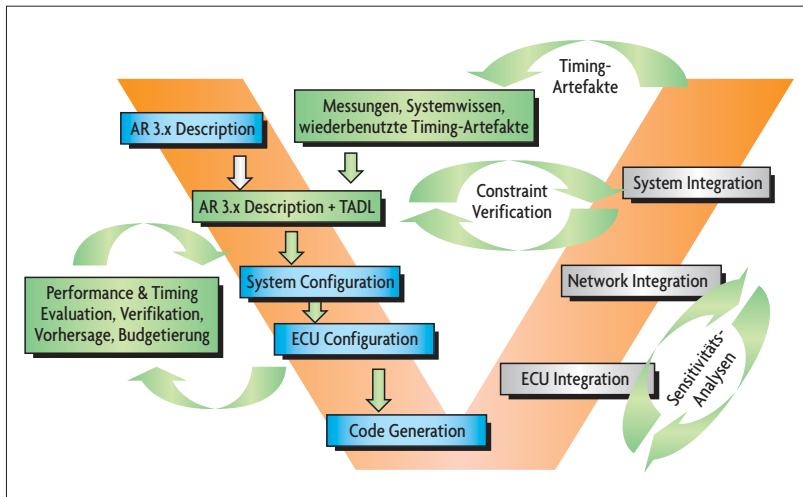 Timing-
Artefakte
Messungen, Systemwissen,
wiederbenutzte Timing-Artefakte
AR 3.x Description
System Integration
Constraint
Verification
AR 3.x Description + TADL
System Configuration
Network Integration
Performance & Timing
Evaluation, Verifikation,
Vorhersage, Budgetierung
ECU Configuration
ECU Integration
Sensitivitäts-
Analysen
Code Generation